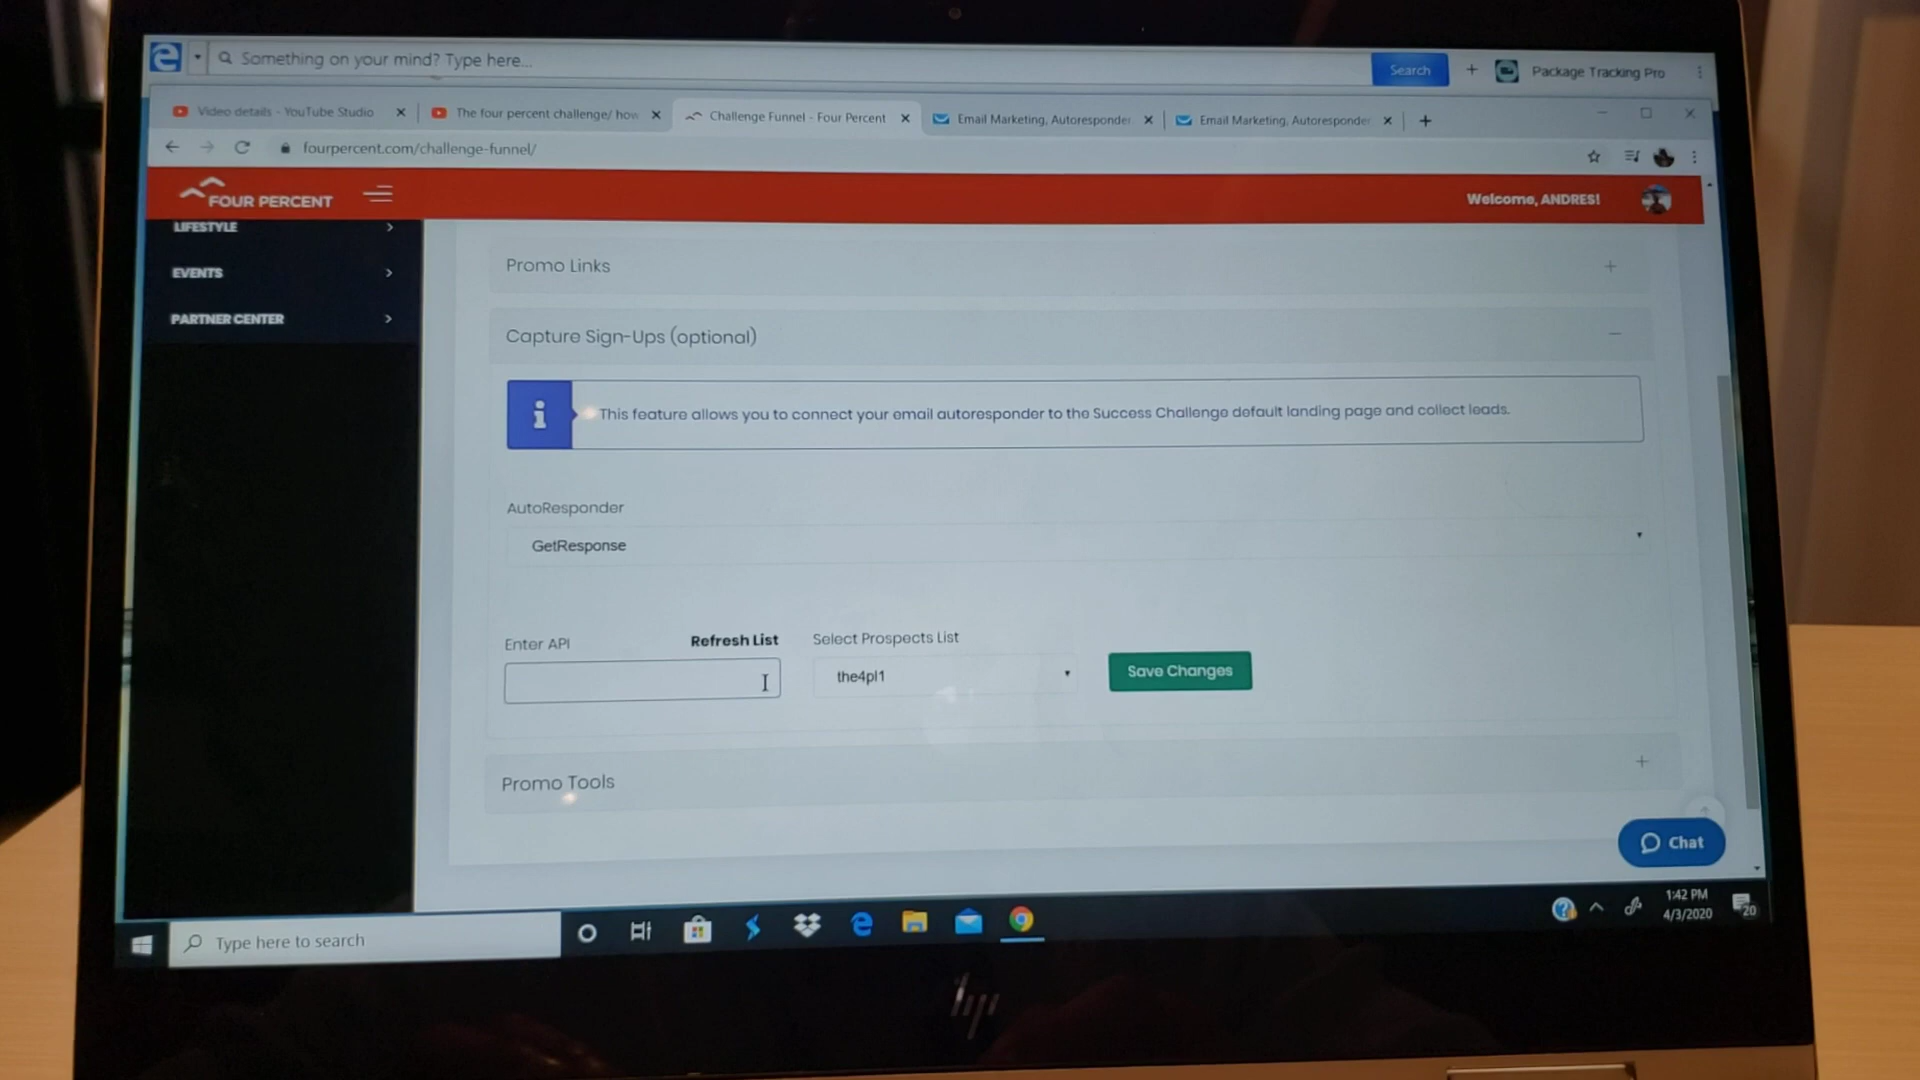 Something on your mind? Type here...
Search
+
Package Tracking Pro
Video details - YouTube Studio
The four percent challenge/ how
Challenge Funnel - Four Percent
Email Marketing, Autoresponder
Email Marketing, Autoresponder
fourpercent.com/challenge-funnel/
FOUR PERCENT
Welcome, ANDRES!
LIFESTYLE
EVENTS
PARTNER CENTER
Promo Links
Capture Sign-Ups (optional)
This feature allows you to connect your email autoresponder to the Success Challenge default landing page and collect leads.
AutoResponder
GetResponse
Enter API
Refresh List
Select Prospects List
the4pl1
Save Changes
Promo Tools
Chat
Type here to search
1:42 PM
4/3/2020
20
hp